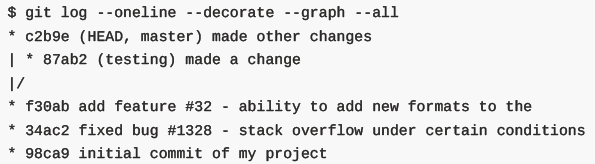 $ git log --oneline --decorate --graph --all
* c2b9e (HEAD, master) made other changes
| * 87ab2 (testing) made a change
|/
* f30ab add feature #32 - ability to add new formats to the
* 34ac2 fixed bug #1328 - stack overflow under certain conditions
* 98ca9 initial commit of my project